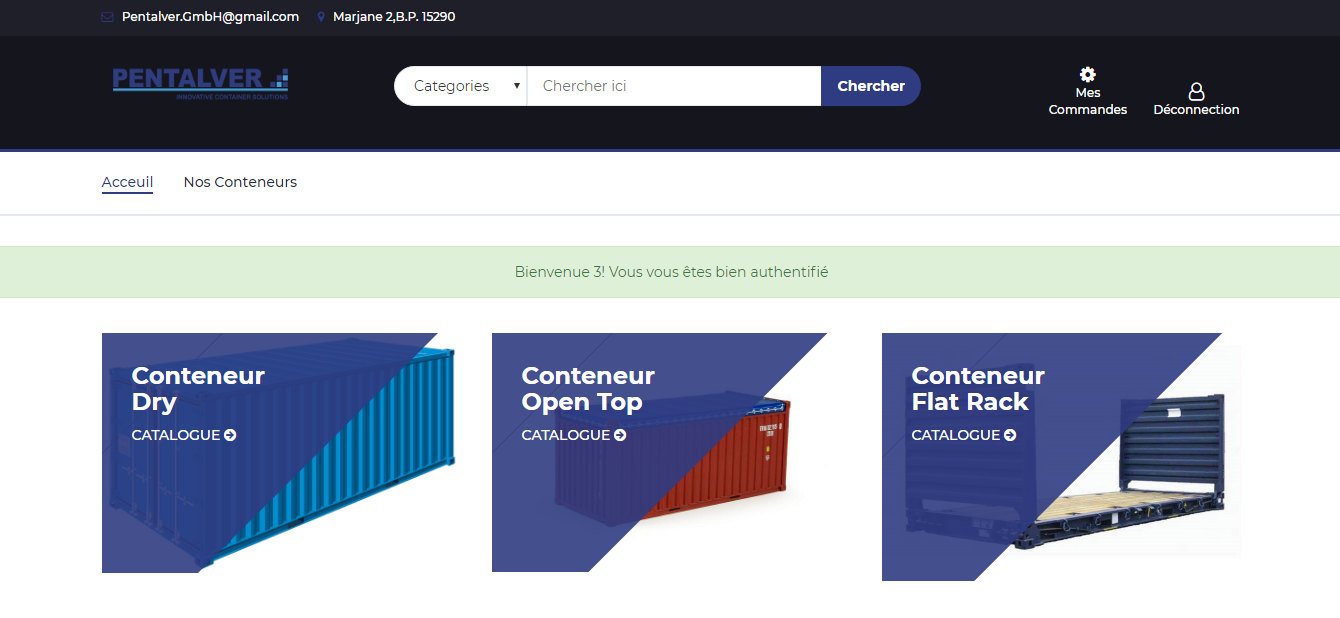 Pentalver.GmbH@gmail.com Marjane 2,B.P. 15290
PENTALVER
INNOVATIVE CONTAINER SOLUTIONS
Categories Chercher ici Chercher
Mes
Commandes
Déconnection
Acceuil Nos Conteneurs
Bienvenue 3! Vous vous êtes bien authentifié
Conteneur
Dry
CATALOGUE
Conteneur
Open Top
CATALOGUE
Conteneur
Flat Rack
CATALOGUE